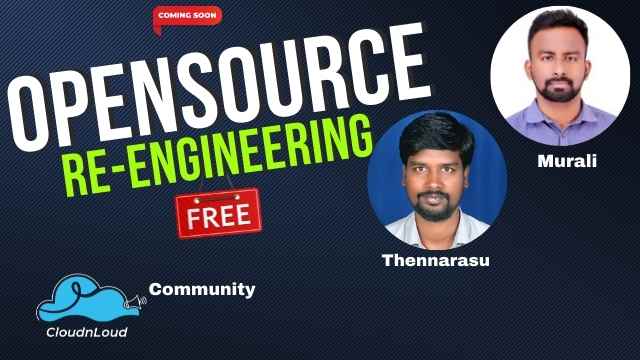 COMING SOON
OPENSOURCE
RE-ENGINEERING
FREE
Murali
Thennarasu
Community
CloudnLoud